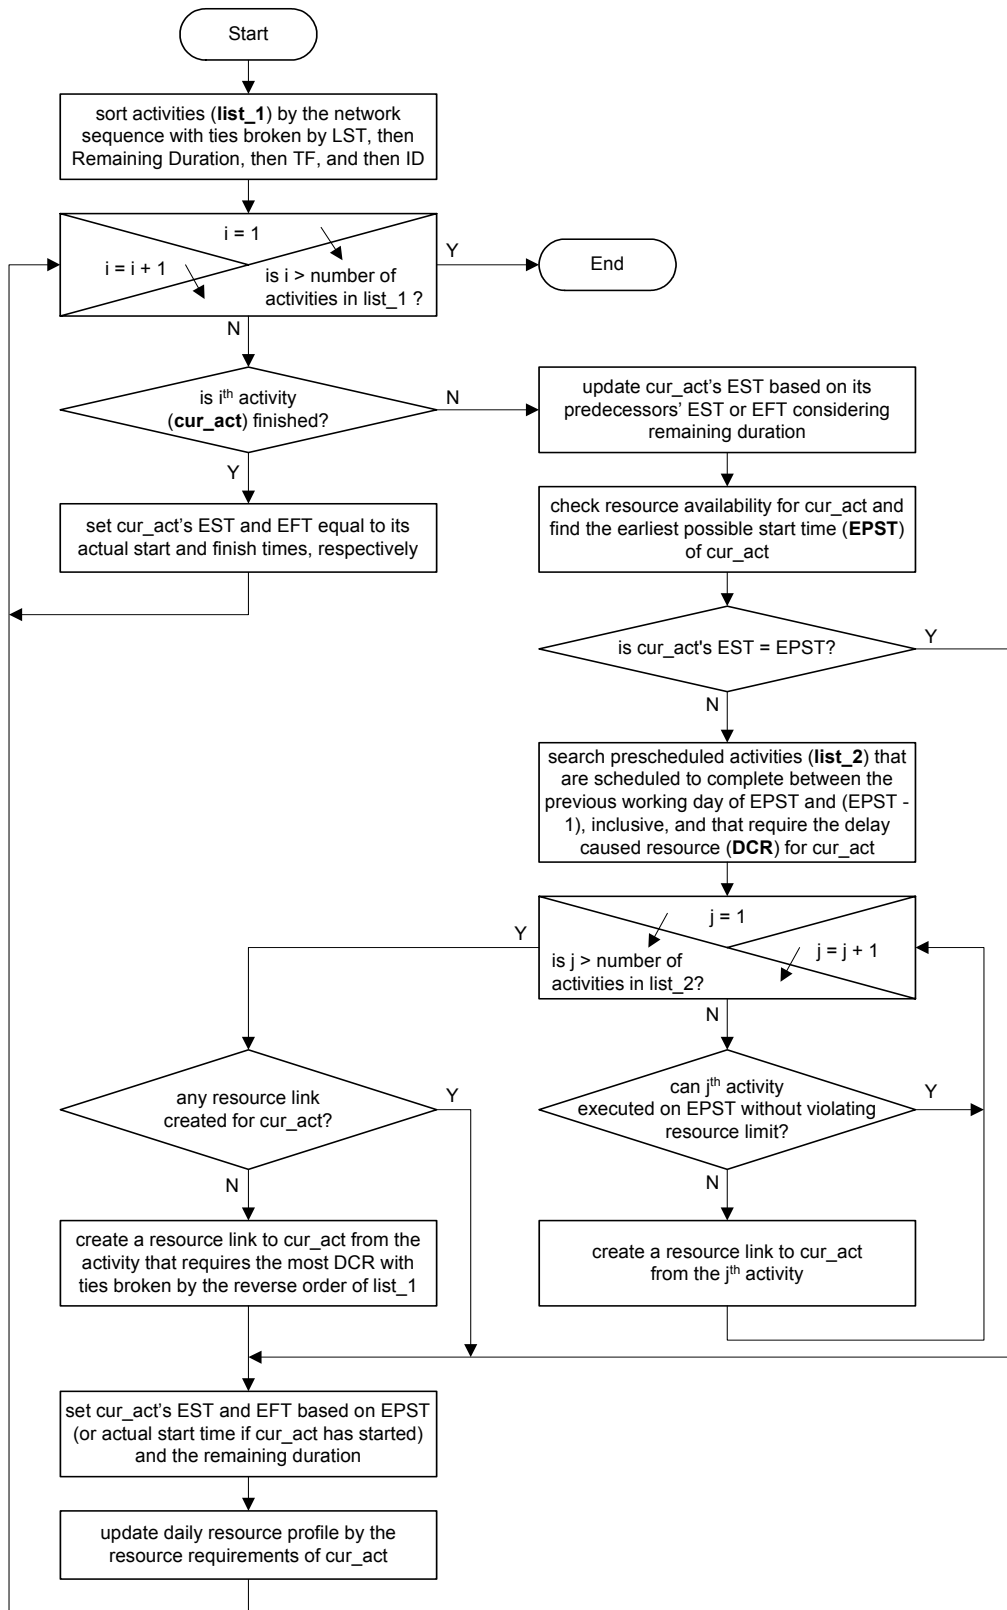 Start
sort activities (list_1) by the network
sequence with ties broken by LST, then
Remaining Duration, then TF, and then ID
i = 1
i = i + 1
is i > number of
activities in list_1 ?
Y
End
N
is ith activity
(cur_act) finished?
N
Y
set cur_act's EST and EFT equal to its
actual start and finish times, respectively
update cur_act's EST based on its
predecessors' EST or EFT considering
remaining duration
check resource availability for cur_act and
find the earliest possible start time (EPST)
of cur_act
is cur_act's EST = EPST?
Y
N
search prescheduled activities (list_2) that
are scheduled to complete between the
previous working day of EPST and (EPST -
1), inclusive, and that require the delay
caused resource (DCR) for cur_act
j = 1
j = j + 1
is j > number of
activities in list_2?
Y
N
can jth activity
executed on EPST without violating
resource limit?
Y
N
create a resource link to cur_act
from the jth activity
any resource link
created for cur_act?
Y
N
create a resource link to cur_act from the
activity that requires the most DCR with
ties broken by the reverse order of list_1
set cur_act's EST and EFT based on EPST
(or actual start time if cur_act has started)
and the remaining duration
update daily resource profile by the
resource requirements of cur_act